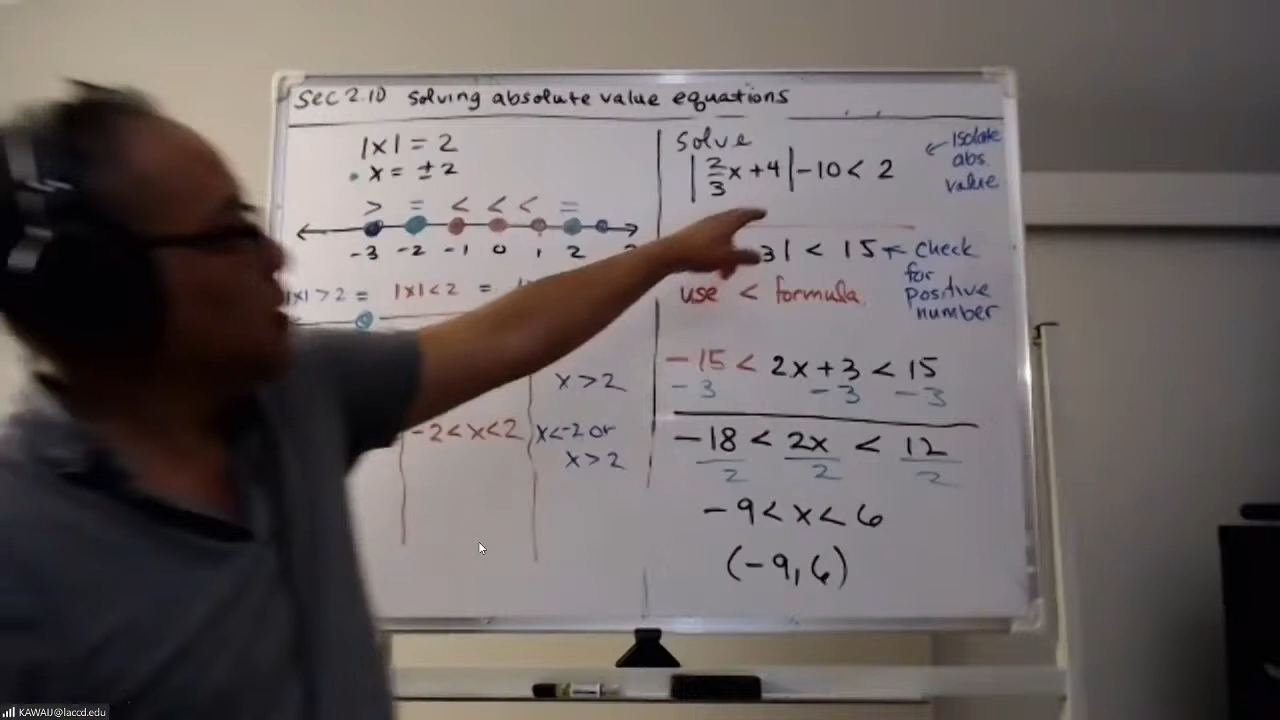 Sec 2.10 Solving absolute value equations
|x| = 2
x = ± 2
> = < < < =
-3 -2 -1 0 1 2
|x| > 2 = |x| < 2 =
x > 2
-2 < x < 2
x < -2 or
x > 2
Solve
|2/3 x + 4| - 10 < 2
← Isolate
abs.
value
3| < 15 ← check
for
positive
number
use < formula.
-15 < 2x + 3 < 15
-3 -3 -3
-18 < 2x < 12
2 2 2
-9 < x < 6
(-9, 6)
KAWAIJ@laccd.edu